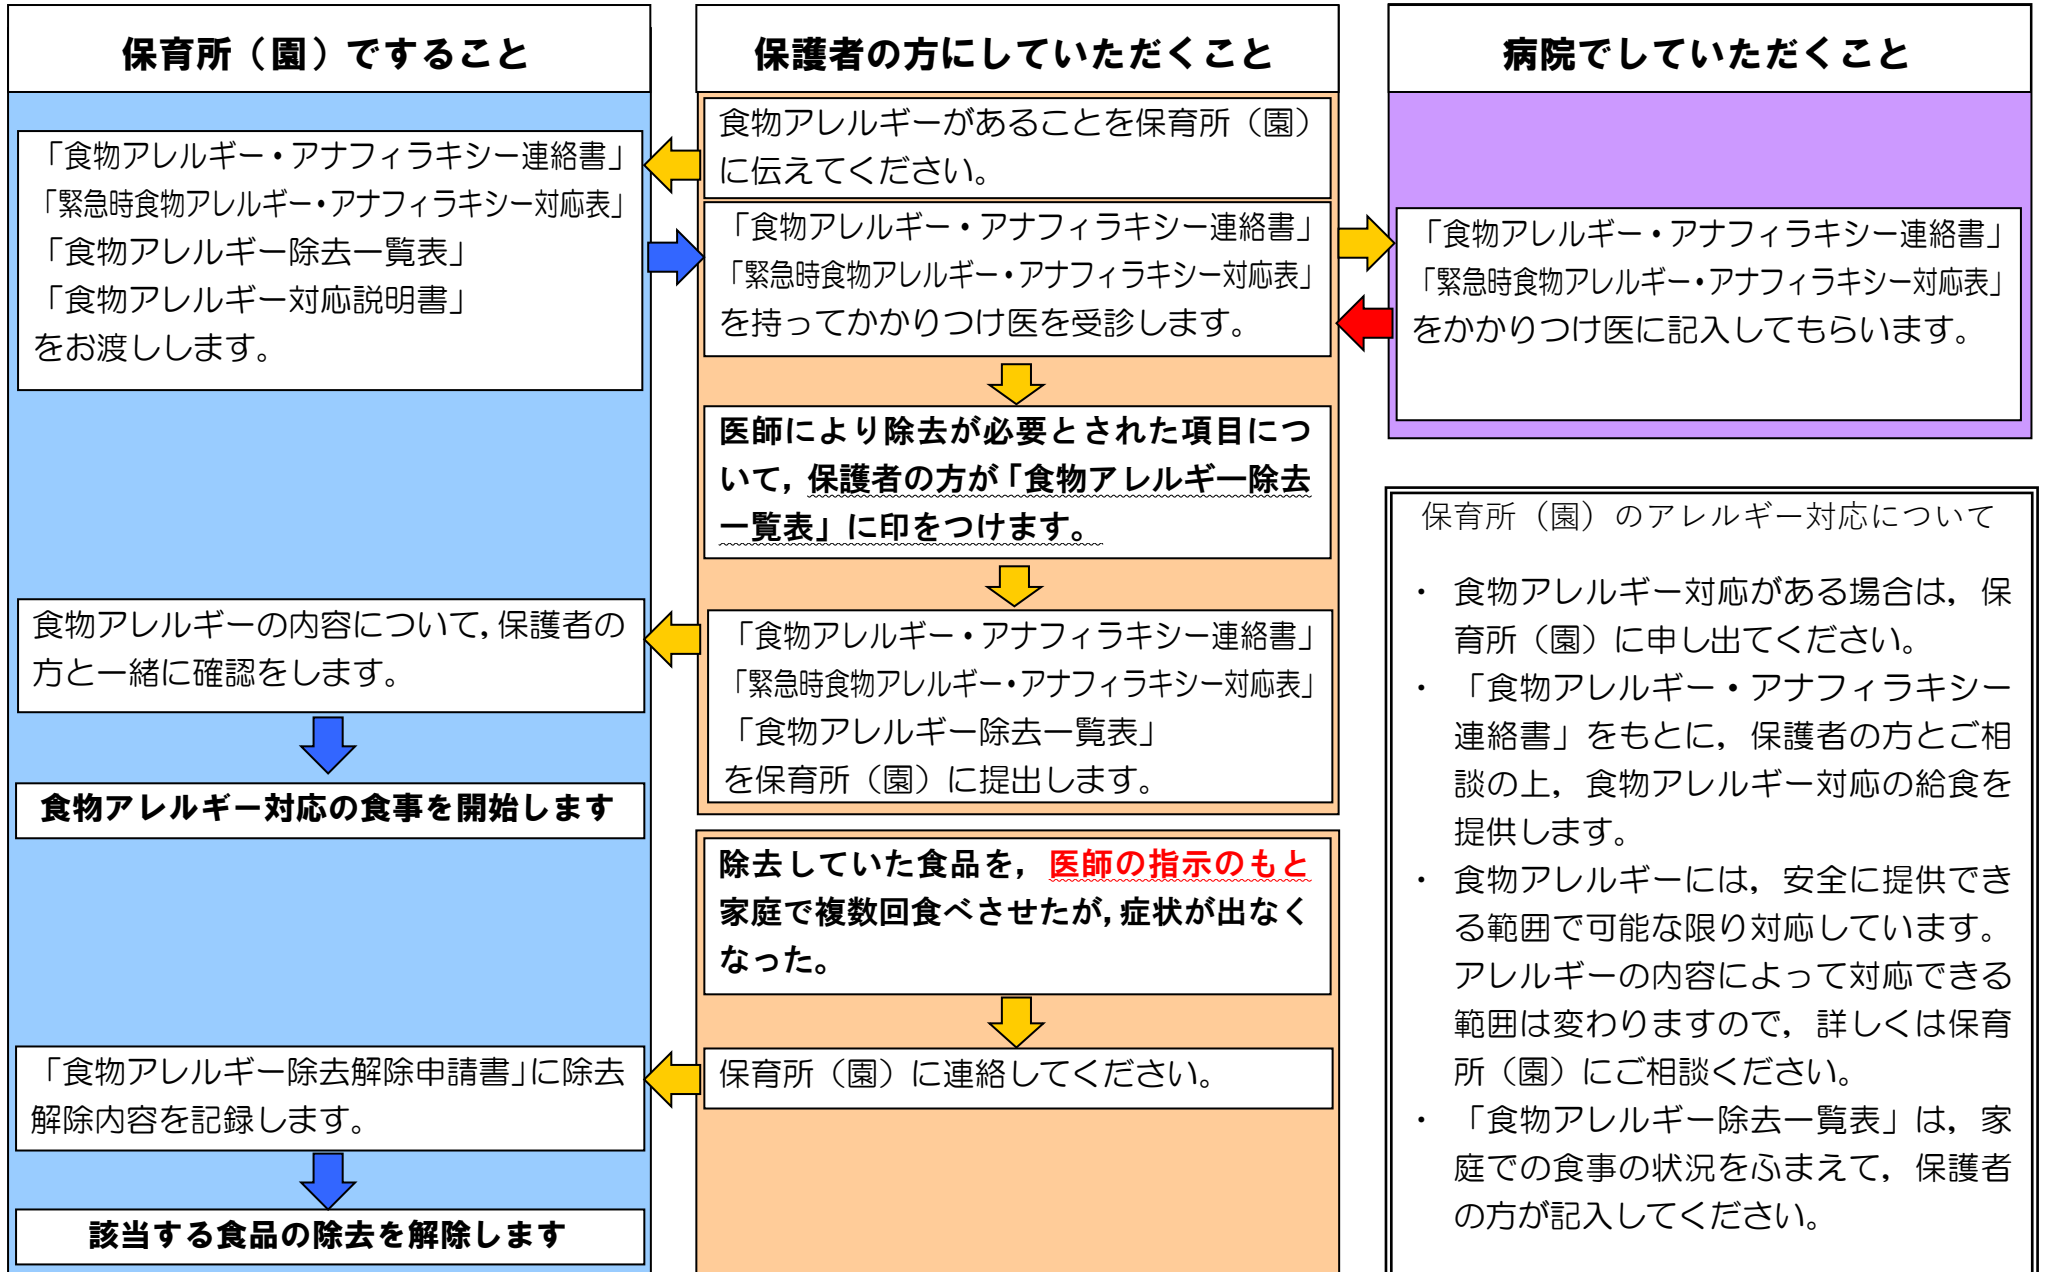 保育所（園）ですること
「食物アレルギー・アナフィラキシー連絡書」
「緊急時食物アレルギー・アナフィラキシー対応表」
「食物アレルギー除去一覧表」
「食物アレルギー対応説明書」
をお渡しします。
食物アレルギーの内容について，保護者の
方と一緒に確認をします。
食物アレルギー対応の食事を開始します
「食物アレルギー除去解除申請書」に除去
解除内容を記録します。
該当する食品の除去を解除します
保護者の方にしていただくこと
食物アレルギーがあることを保育所（園）
に伝えてください。
「食物アレルギー・アナフィラキシー連絡書」
「緊急時食物アレルギー・アナフィラキシー対応表」
を持ってかかりつけ医を受診します。
医師により除去が必要とされた項目につ
いて，保護者の方が「食物アレルギー除去
一覧表」に印をつけます。
「食物アレルギー・アナフィラキシー連絡書」
「緊急時食物アレルギー・アナフィラキシー対応表」
「食物アレルギー除去一覧表」
を保育所（園）に提出します。
除去していた食品を，医師の指示のもと
家庭で複数回食べさせたが，症状が出なく
なった。
保育所（園）に連絡してください。
病院でしていただくこと
「食物アレルギー・アナフィラキシー連絡書」
「緊急時食物アレルギー・アナフィラキシー対応表」
をかかりつけ医に記入してもらいます。
保育所（園）のアレルギー対応について
・ 食物アレルギー対応がある場合は，保
育所（園）に申し出てください。
・ 「食物アレルギー・アナフィラキシー
連絡書」をもとに，保護者の方とご相
談の上，食物アレルギー対応の給食を
提供します。
・ 食物アレルギーには，安全に提供でき
る範囲で可能な限り対応しています。
アレルギーの内容によって対応できる
範囲は変わりますので，詳しくは保育
所（園）にご相談ください。
・ 「食物アレルギー除去一覧表」は，家
庭での食事の状況をふまえて，保護者
の方が記入してください。